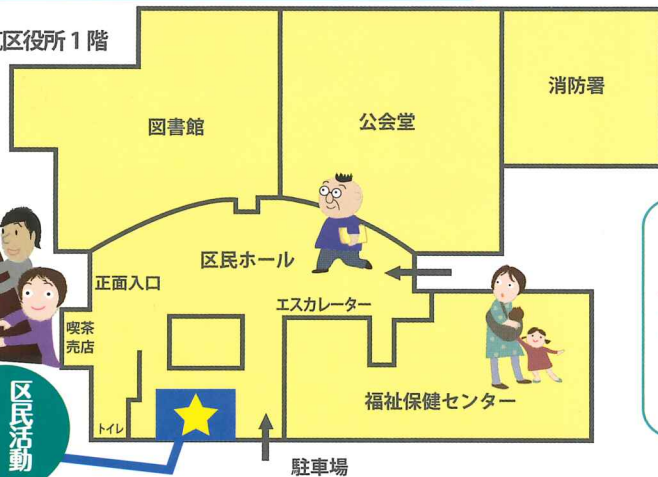 区役所1階
消防署
図書館
公会堂
区民ホール
正面入口
エスカレーター
喫茶
売店
福祉保健センター
トイレ
区民活動
駐車場